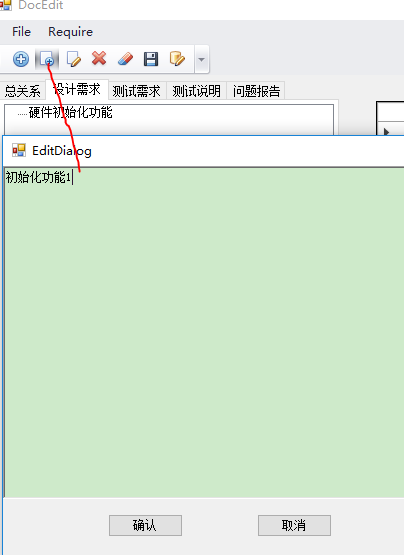 DocEdit
File Require
总关系 设计需求 测试需求 测试说明 问题报告
硬件初始化功能
EditDialog
初始化功能1
确认 取消